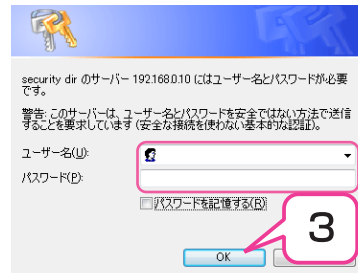 security dir のサーバー 192.168.0.10 にはユーザー名とパスワードが必要
です。
警告: このサーバーは、ユーザー名とパスワードを安全ではない方法で送信
することを要求しています (安全な接続を使わない基本的な認証)。
ユーザー名(U):
パスワード(P):
パスワードを記憶する(R)
3
OK